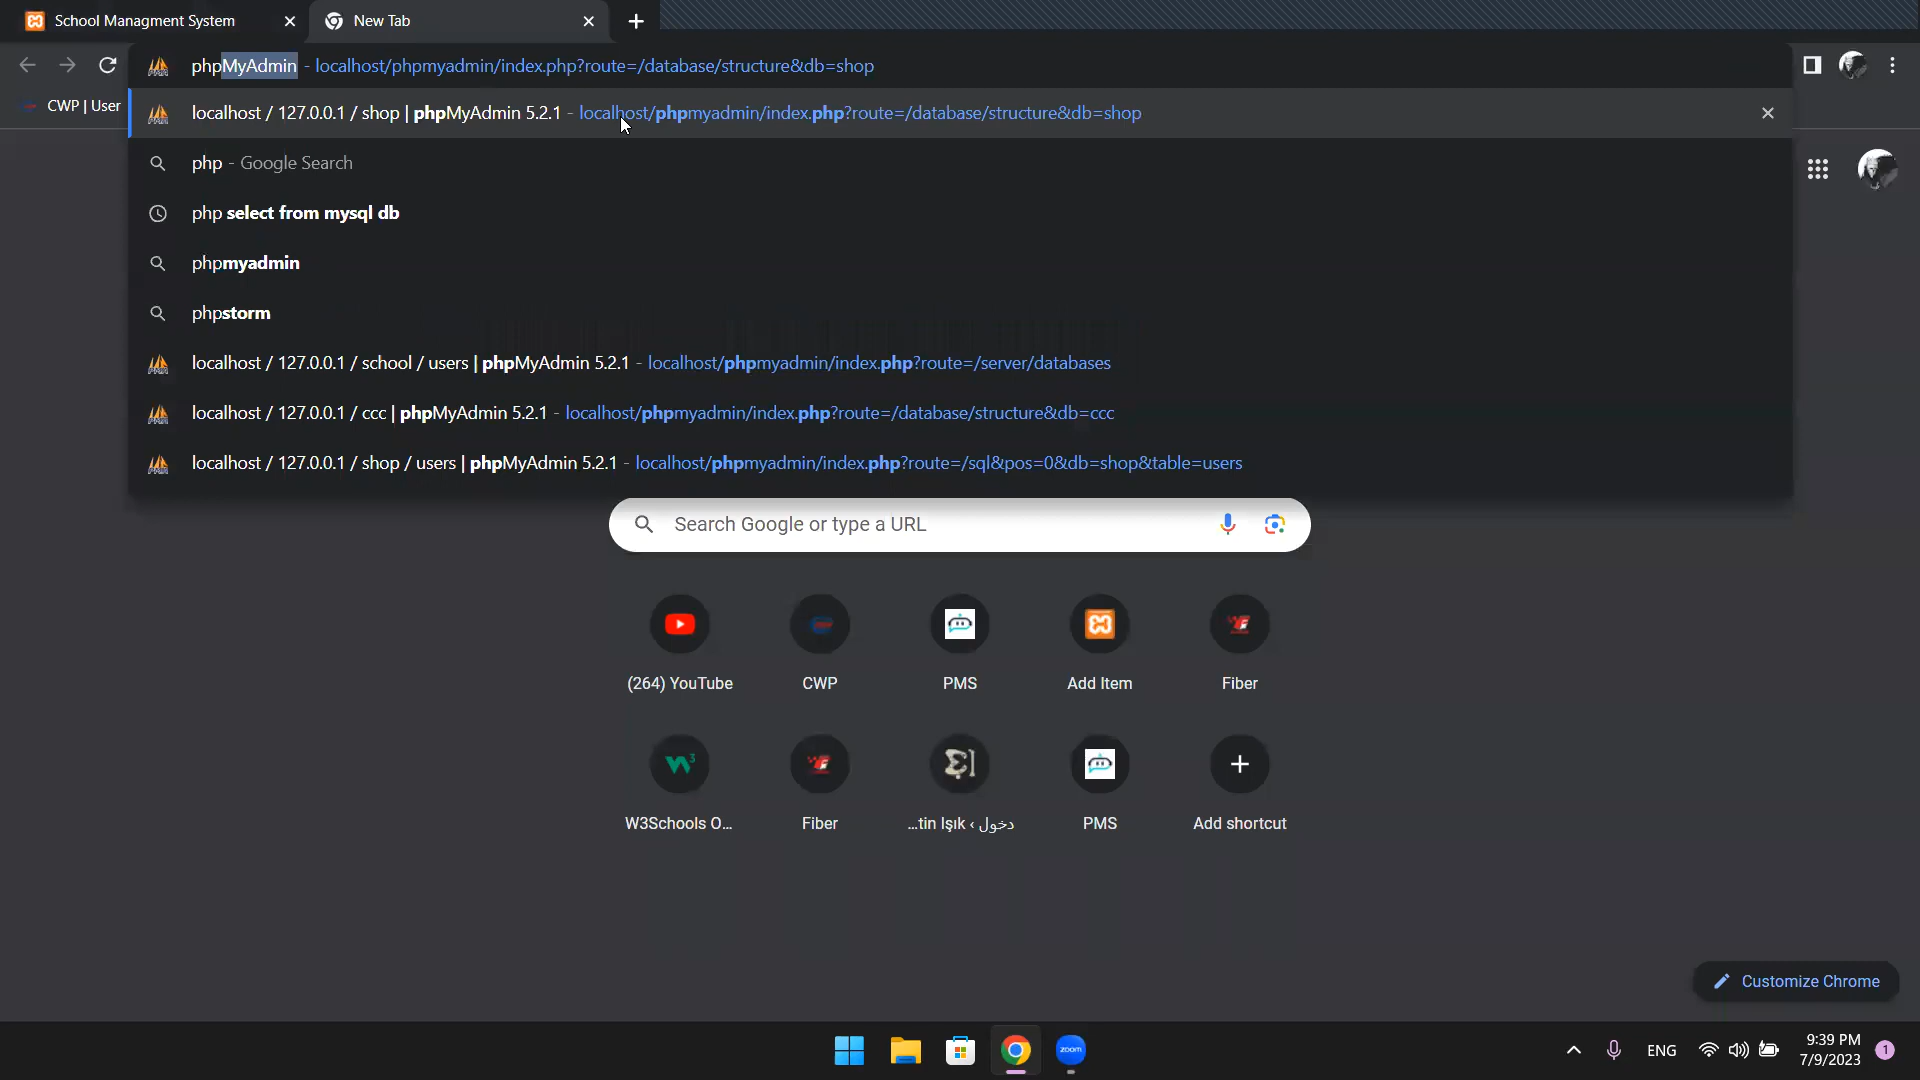 School Managment System
New Tab
phpMyAdmin - localhost/phpmyadmin/index.php?route=/database/structure&db=shop
CWP | User
localhost / 127.0.0.1 / shop | phpMyAdmin 5.2.1 - localhost/phpmyadmin/index.php?route=/database/structure&db=shop
php - Google Search
php select from mysql db
phpmyadmin
phpstorm
localhost / 127.0.0.1 / school / users | phpMyAdmin 5.2.1 - localhost/phpmyadmin/index.php?route=/server/databases
localhost / 127.0.0.1 / ccc | phpMyAdmin 5.2.1 - localhost/phpmyadmin/index.php?route=/database/structure&db=ccc
localhost / 127.0.0.1 / shop / users | phpMyAdmin 5.2.1 - localhost/phpmyadmin/index.php?route=/sql&pos=0&db=shop&table=users
Search Google or type a URL
(264) YouTube
CWP
PMS
Add Item
Fiber
W3Schools O...
Fiber
...tin Işık ‹ دخول
PMS
Add shortcut
Customize Chrome
zoom
ENG
9:39 PM
7/9/2023
1